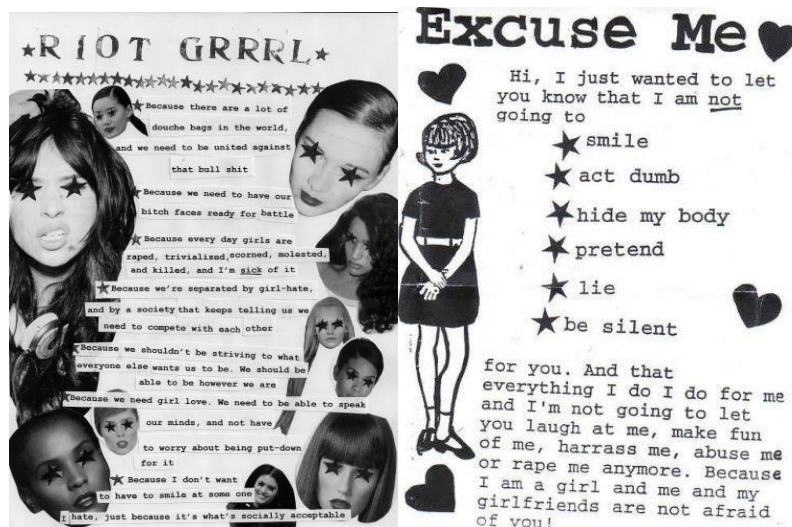 RIOT GRRRL
Because there are a lot of
douche bags in the world,
and we need to be united against
that bull shit
Because we need to have our
bitch faces ready for battle
Because every day girls are
raped, trivialized, scorned, molested,
and killed, and I'm sick of it
Because we're separated by girl-hate,
and by a society that keeps telling us we
need to compete with each other
Because we shouldn't be striving to what
everyone else wants us to be. We should be
able to be however we are
Because we need girl love. We need to be able to speak
our minds, and not have
to worry about being put-down
for it
Because I don't want
to have to smile at some one
I hate, just because it's what's socially acceptable
Excuse Me
Hi, I just wanted to let
you know that I am not
going to
smile
act dumb
hide my body
pretend
lie
be silent
for you. And that
everything I do I do for me
and I'm not going to let
you laugh at me, make fun
of me, harrass me, abuse me
or rape me anymore. Because
I am a girl and me and my
girlfriends are not afraid
of you!